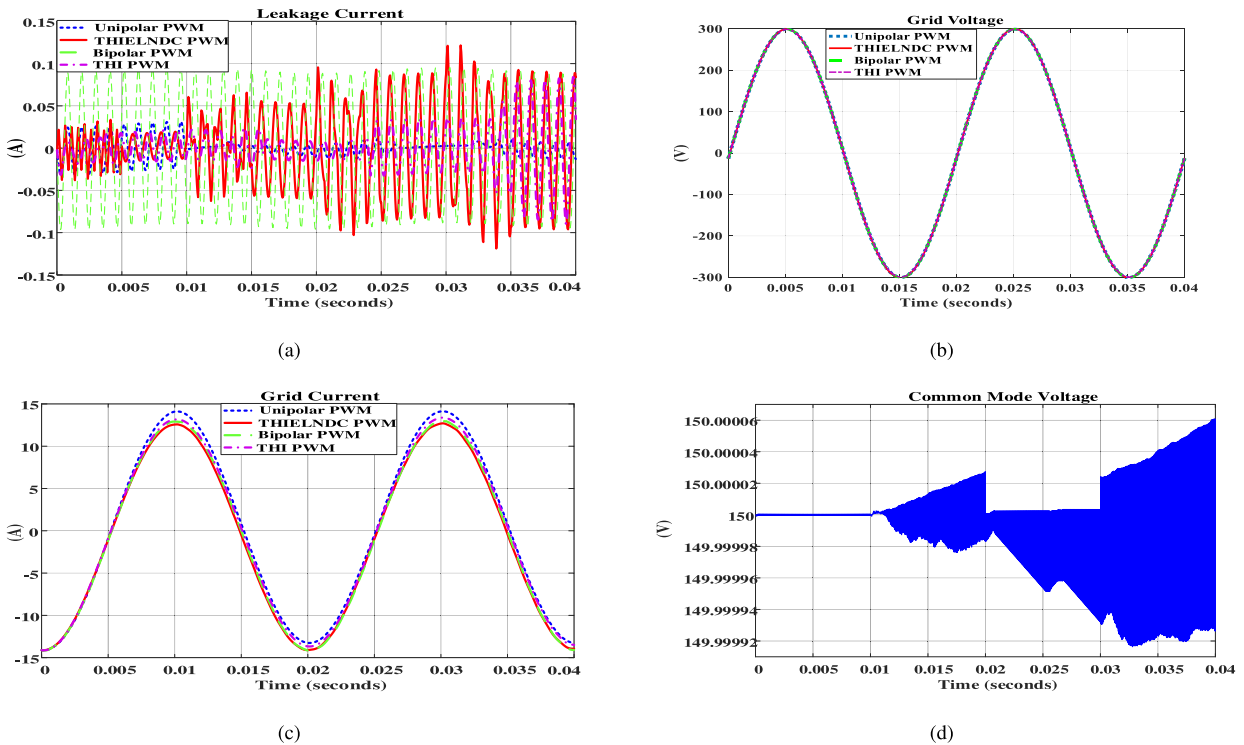 Leakage Current
0.15
0.1
0.05
0
-0.05
-0.1
-0.15
(A)
Unipolar PWM
THIELNDC PWM
Bipolar PWM
THI PWM
0 0.005 0.01 0.015 0.02 0.025 0.03 0.035 0.04
Time (seconds)
(a)
Grid Voltage
300
200
100
0
-100
-200
-300
(V)
Unipolar PWM
THIELNDC PWM
Bipolar PWM
THI PWM
0 0.005 0.01 0.015 0.02 0.025 0.03 0.035 0.04
Time (seconds)
(b)
Grid Current
15
10
5
0
-5
-10
-15
(A)
Unipolar PWM
THIELNDC PWM
Bipolar PWM
THI PWM
0 0.005 0.01 0.015 0.02 0.025 0.03 0.035 0.04
Time (seconds)
(c)
Common Mode Voltage
150.00006
150.00004
150.00002
150
149.99998
149.99996
149.99994
149.99992
(V)
0 0.005 0.01 0.015 0.02 0.025 0.03 0.035 0.04
Time (seconds)
(d)